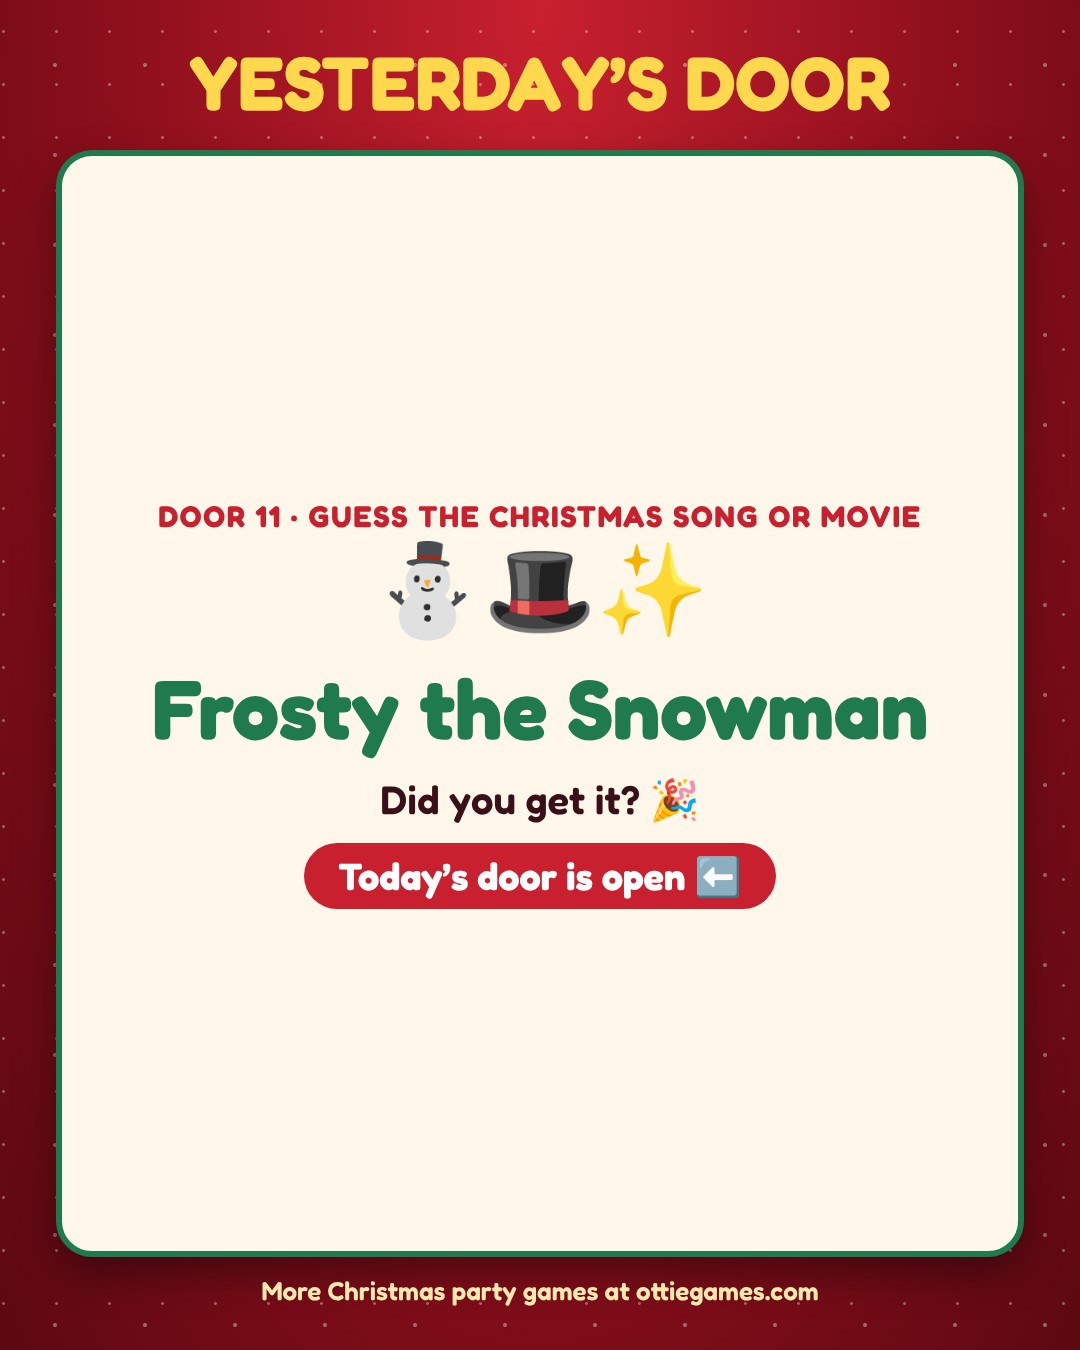 YESTERDAY’S DOOR
DOOR 11 · GUESS THE CHRISTMAS SONG OR MOVIE
Frosty the Snowman
Did you get it? 🎉
Today’s door is open ⬅️
More Christmas party games at ottiegames.com